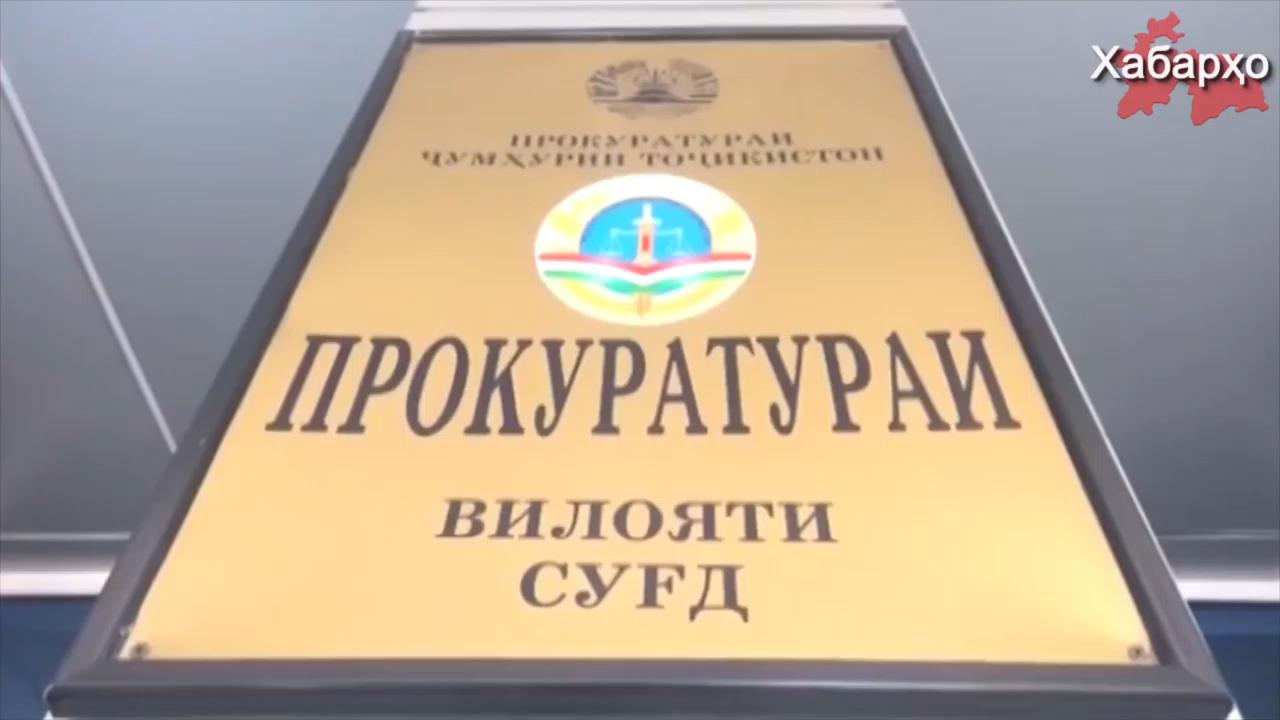 Хабарҳо
ПРОКУРАТУРАИ
ҶУМҲУРИИ ТОҶИКИСТОН
ПРОКУРАТУРАИ
ВИЛОЯТИ
СУҒД